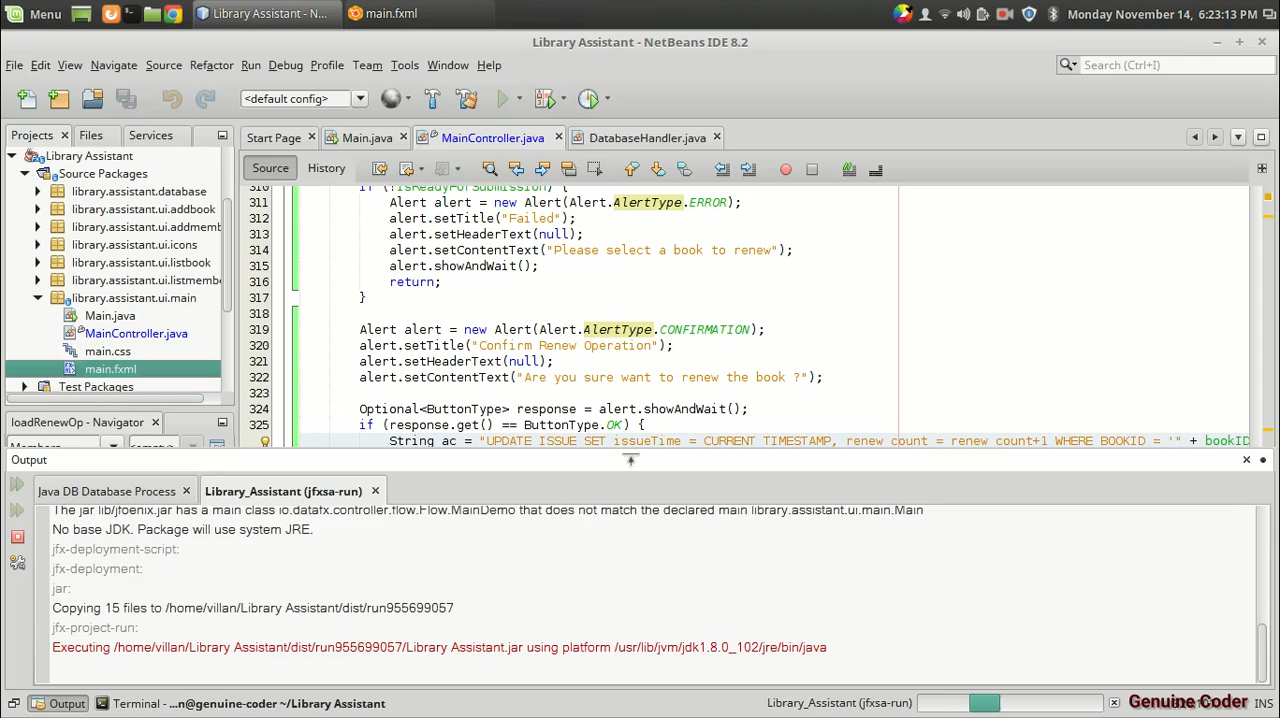 Menu
Library Assistant - N...
main.fxml
Monday November 14, 6:23:13 PM
Library Assistant - NetBeans IDE 8.2
File Edit View Navigate Source Refactor Run Debug Profile Team Tools Window Help
Search (Ctrl+I)
<default config>
Projects Files Services
Start Page Main.java MainController.java DatabaseHandler.java
Source History
Library Assistant
Source Packages
library.assistant.database
library.assistant.ui.addbook
library.assistant.ui.addmemb
library.assistant.ui.icons
library.assistant.ui.listbook
library.assistant.ui.listmembe
library.assistant.ui.main
Main.java
MainController.java
main.css
main.fxml
Test Packages
loadRenewOp - Navigator
Members
310 if (!isReadyForSubmission) {
311 Alert alert = new Alert(Alert.AlertType.ERROR);
312 alert.setTitle("Failed");
313 alert.setHeaderText(null);
314 alert.setContentText("Please select a book to renew");
315 alert.showAndWait();
316 return;
317 }
318
319 Alert alert = new Alert(Alert.AlertType.CONFIRMATION);
320 alert.setTitle("Confirm Renew Operation");
321 alert.setHeaderText(null);
322 alert.setContentText("Are you sure want to renew the book ?");
323
324 Optional<ButtonType> response = alert.showAndWait();
325 if (response.get() == ButtonType.OK) {
String ac = "UPDATE ISSUE SET issueTime = CURRENT_TIMESTAMP, renew_count = renew_count+1 WHERE BOOKID = '" + bookID
Output
Java DB Database Process Library_Assistant (jfxsa-run)
The jar lib/jfoenix.jar has a main class io.datafx.controller.flow.Flow.MainDemo that does not match the declared main library.assistant.ui.main.Main
No base JDK. Package will use system JRE.
jfx-deployment-script:
jfx-deployment:
jar:
Copying 15 files to /home/villan/Library Assistant/dist/run955699057
jfx-project-run:
Executing /home/villan/Library Assistant/dist/run955699057/Library Assistant.jar using platform /usr/lib/jvm/jdk1.8.0_102/jre/bin/java
Output
Terminal - ...n@genuine-coder ~/Library Assistant
Library_Assistant (jfxsa-run)
Genuine Coder
INS